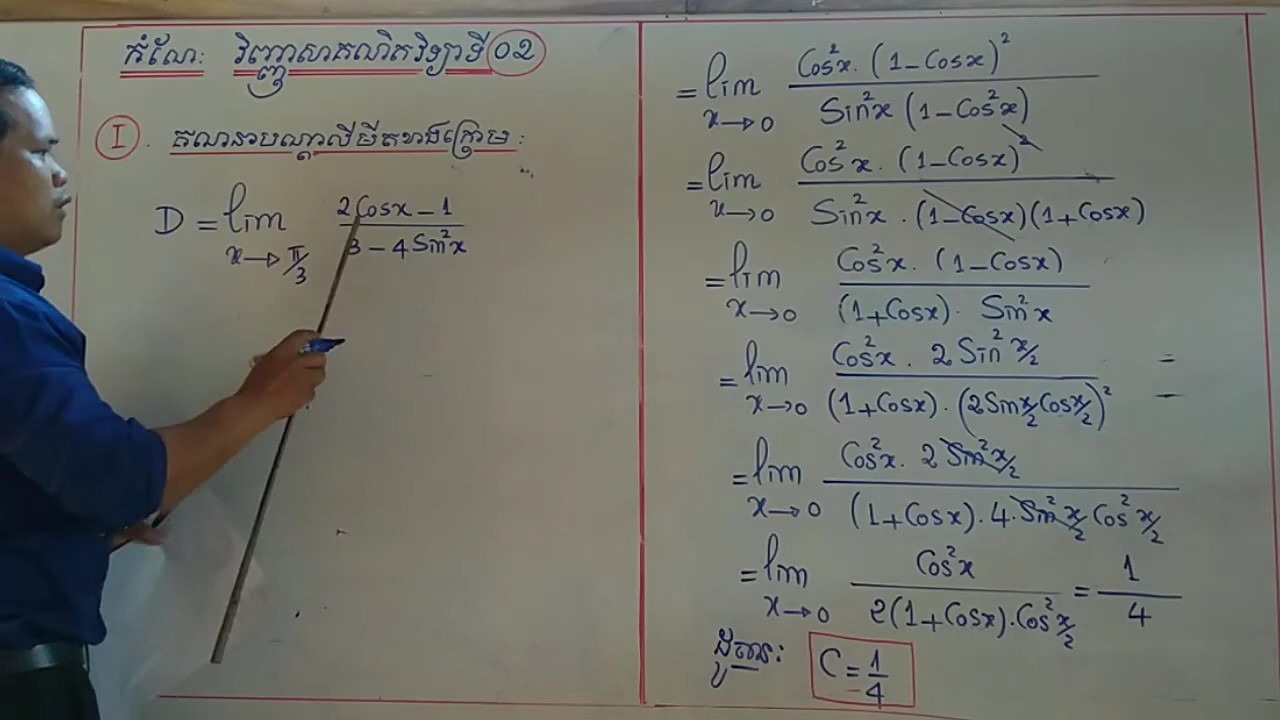 កំណែ: វិញ្ញាសាគណិតវិទ្យាទី 02
I. គណនាបណ្តាលីមីតខាងក្រោម:
D = lim x→π/3 (2Cosx − 1)/(3 − 4Sin²x)
= lim x→0 (Cos²x · (1−Cosx)²)/(Sin²x (1−Cos²x))
= lim x→0 (Cos²x · (1−Cosx)²)/(Sin²x · (1−Cosx)(1+Cosx))
= lim x→0 (Cos²x · (1−Cosx))/((1+Cosx) · Sin²x)
= lim x→0 (Cos²x · 2Sin²x/2)/((1+Cosx) · (2Sinx/2 Cosx/2)²)
= lim x→0 (Cos²x · 2Sin²x/2)/((1+Cosx) · 4 · Sin²x/2 Cos²x/2)
= lim x→0 Cos²x/(2(1+Cosx) · Cos²x/2) = 1/4
ដូចនេះ: C = 1/4